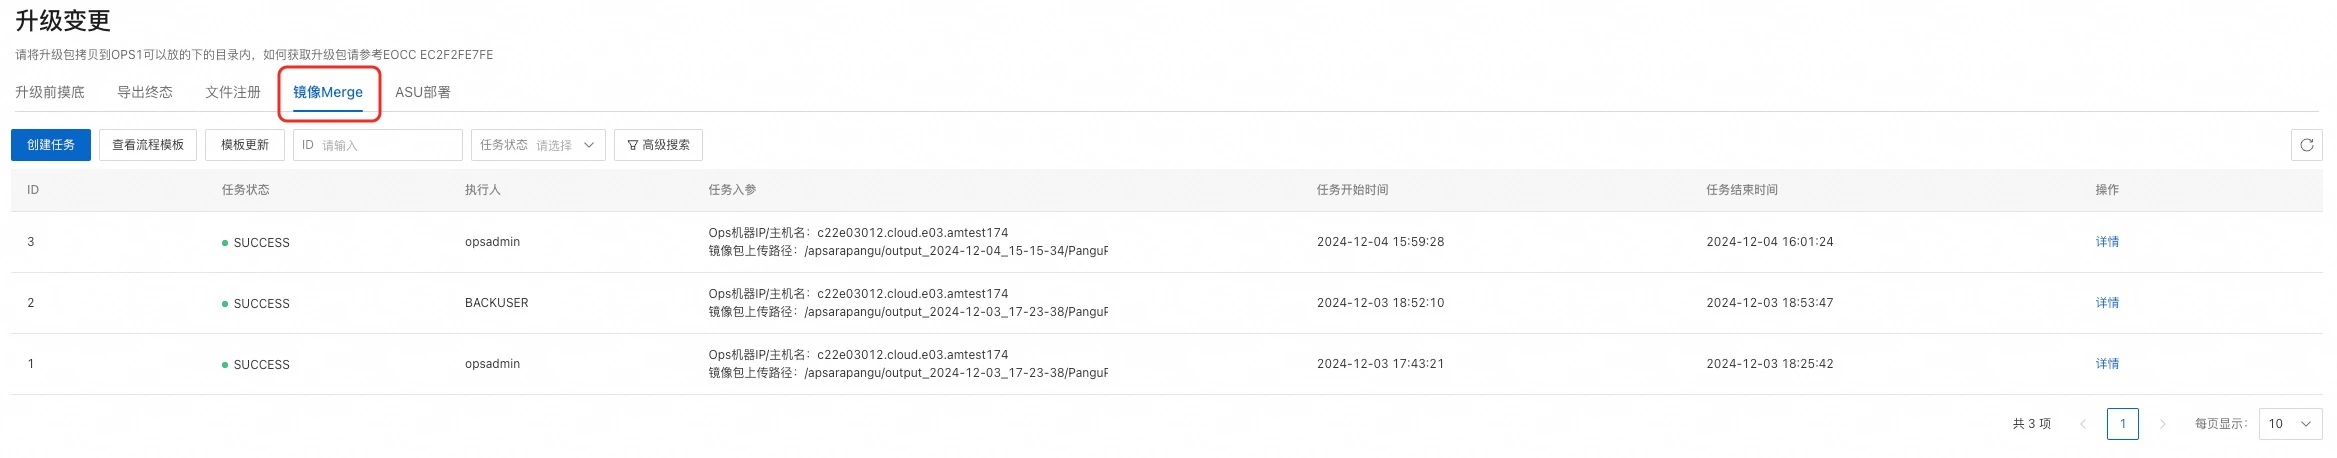 升级变更
请将升级包拷贝到OPS1可以放的下的目录内，如何获取升级包请参考EOCC EC2F2FE7FE
升级前摸底 导出终态 文件注册 镜像Merge ASU部署
创建任务 查看流程模板 模板更新 ID 请输入 任务状态 请选择 高级搜索
ID 任务状态 执行人 任务入参 任务开始时间 任务结束时间 操作
3 SUCCESS opsadmin Ops机器IP/主机名：c22e03012.cloud.e03.amtest174 2024-12-04 15:59:28 2024-12-04 16:01:24 详情
镜像包上传路径：/apsarapangu/output_2024-12-04_15-15-34/PanguF
2 SUCCESS BACKUSER Ops机器IP/主机名：c22e03012.cloud.e03.amtest174 2024-12-03 18:52:10 2024-12-03 18:53:47 详情
镜像包上传路径：/apsarapangu/output_2024-12-03_17-23-38/PanguF
1 SUCCESS opsadmin Ops机器IP/主机名：c22e03012.cloud.e03.amtest174 2024-12-03 17:43:21 2024-12-03 18:25:42 详情
镜像包上传路径：/apsarapangu/output_2024-12-03_17-23-38/PanguF
共 3 项 1 每页显示： 10